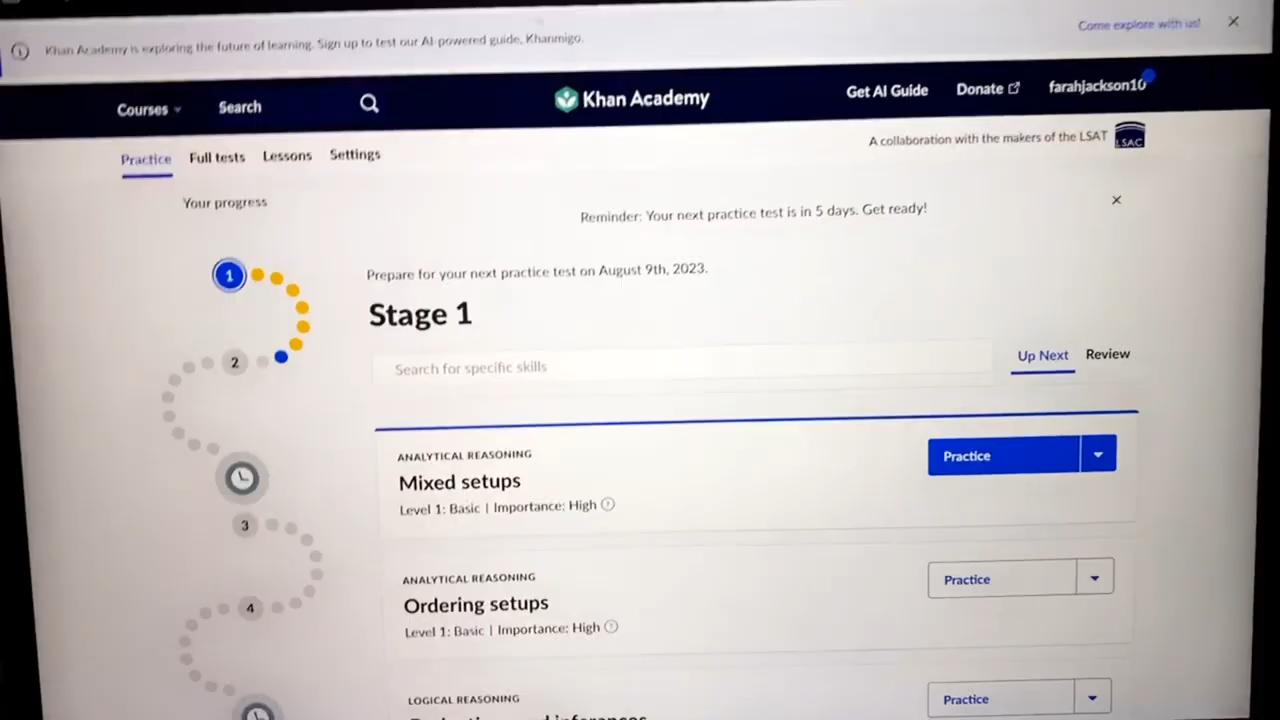 Khan Academy is exploring the future of learning. Sign up to test our AI-powered guide, Khanmigo.
Come explore with us!
Courses
Search
Khan Academy
Get AI Guide
Donate
farahjackson10
A collaboration with the makers of the LSAT
LSAC
Practice
Full tests
Lessons
Settings
Your progress
Reminder: Your next practice test is in 5 days. Get ready!
1
2
3
4
Prepare for your next practice test on August 9th, 2023.
Stage 1
Search for specific skills
Up Next
Review
ANALYTICAL REASONING
Mixed setups
Level 1: Basic | Importance: High
Practice
ANALYTICAL REASONING
Ordering setups
Level 1: Basic | Importance: High
Practice
LOGICAL REASONING
Practice